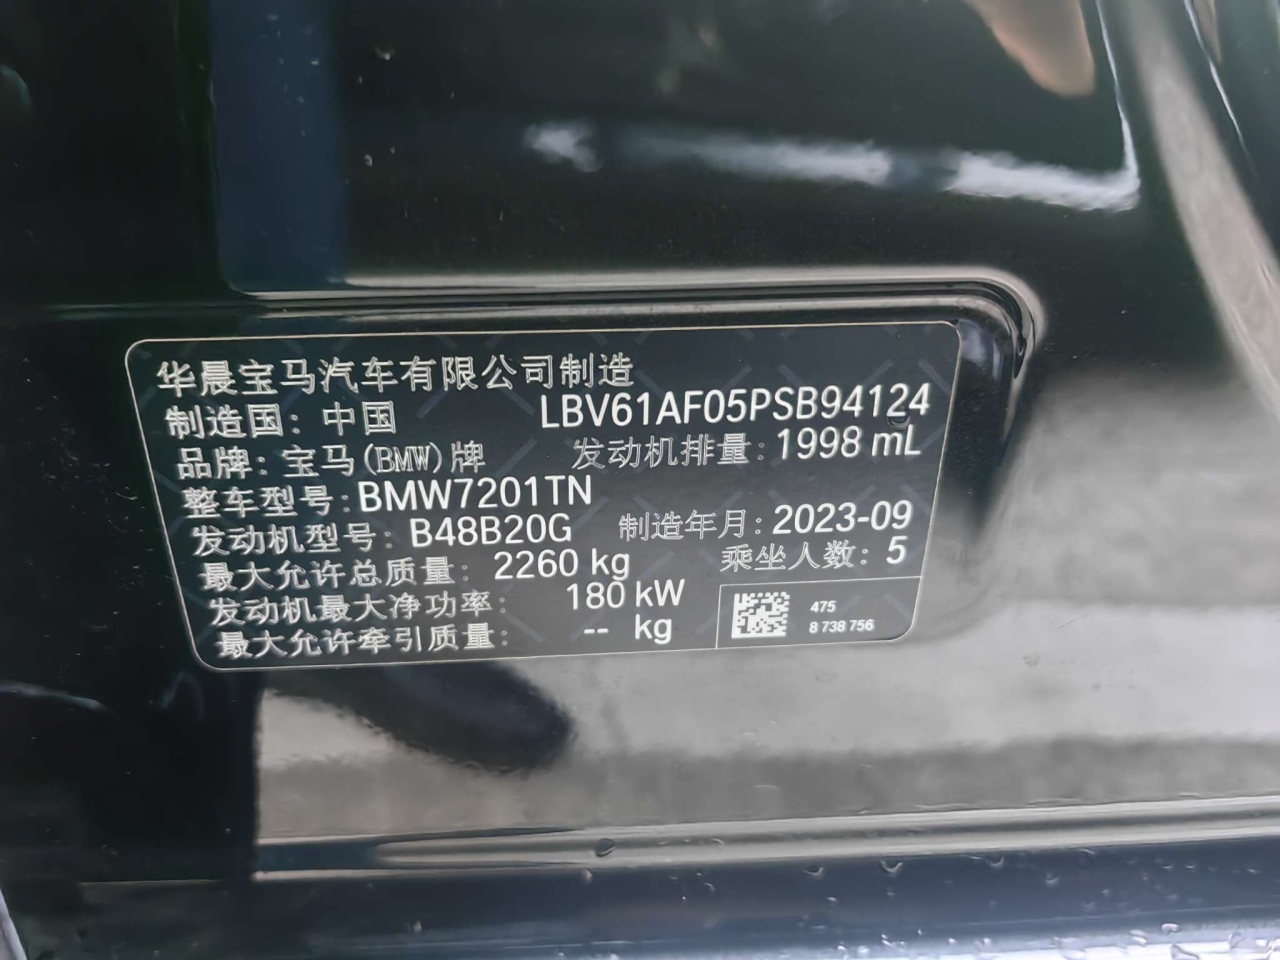 华晨宝马汽车有限公司制造
制造国: 中国 LBV61AF05PSB94124
品牌: 宝马(BMW)牌 发动机排量: 1998 mL
整车型号: BMW7201TN
发动机型号: B48B20G 制造年月: 2023-09
最大允许总质量: 2260 kg 乘坐人数: 5
发动机最大净功率: 180 kW
最大允许牵引质量: -- kg
475
8 738 756